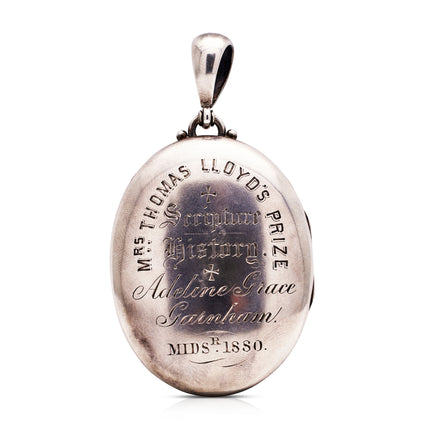 Mrs. THOMAS LLOYD'S PRIZE
Scripture
History.
Adeline Grace
Garnham.
MIDSR. 1880.